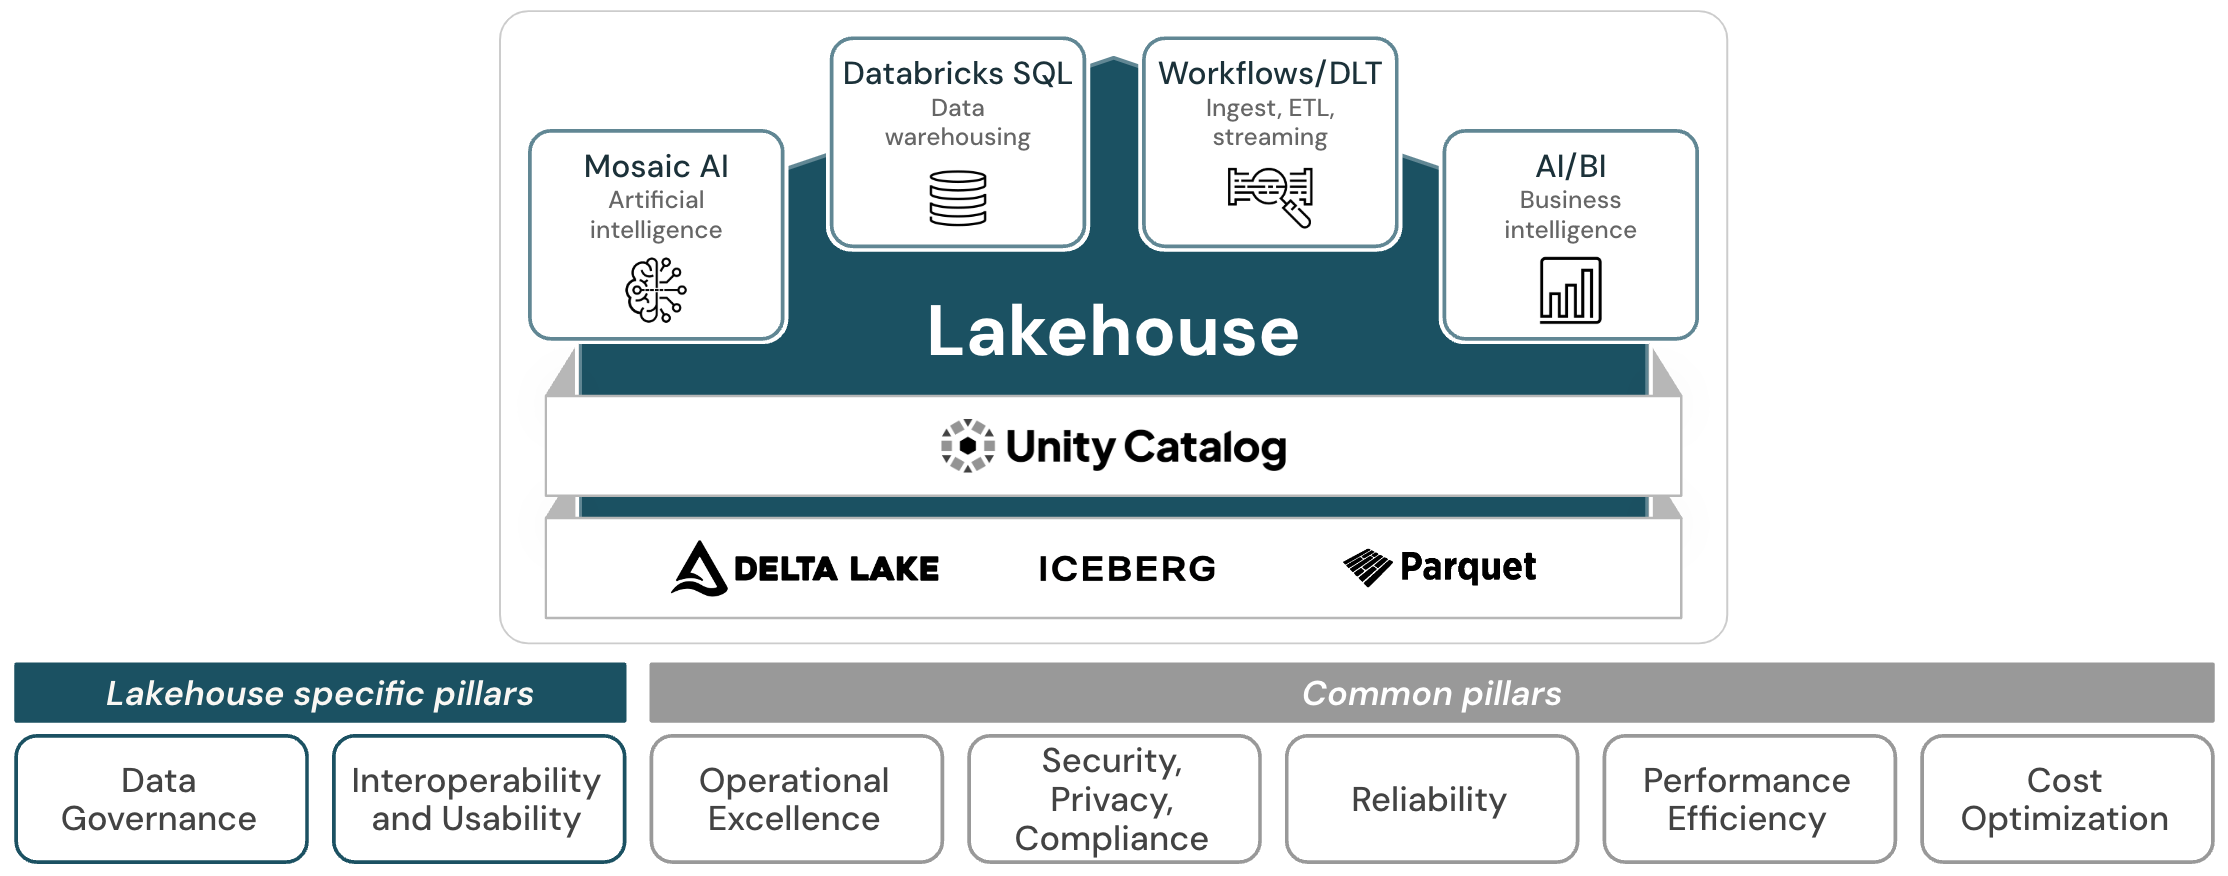 Databricks SQL
Data
warehousing
Workflows/DLT
Ingest, ETL,
streaming
Mosaic AI
Artificial
intelligence
AI/BI
Business
intelligence
Lakehouse
Unity Catalog
DELTA LAKE
ICEBERG
Parquet
Lakehouse specific pillars
Common pillars
Data
Governance
Interoperability
and Usability
Operational
Excellence
Security,
Privacy,
Compliance
Reliability
Performance
Efficiency
Cost
Optimization